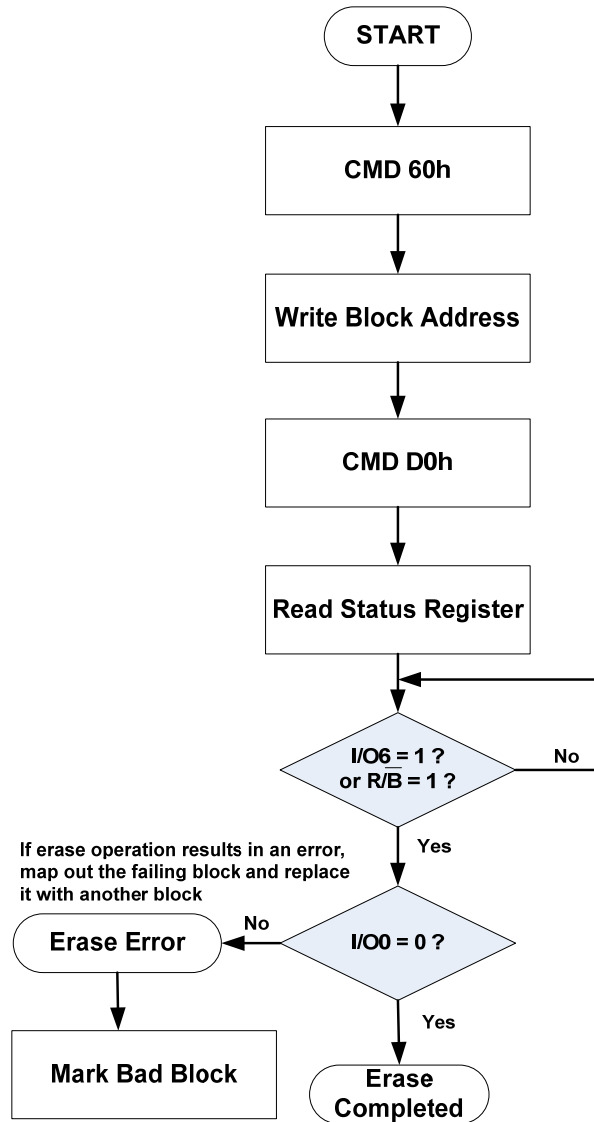 START
CMD 60h
Write Block Address
CMD D0h
Read Status Register
I/O6 = 1 ?
or R/B̅ = 1 ?
No
Yes
If erase operation results in an error,
map out the failing block and replace
it with another block
I/O0 = 0 ?
No
Erase Error
Yes
Mark Bad Block
Erase
Completed